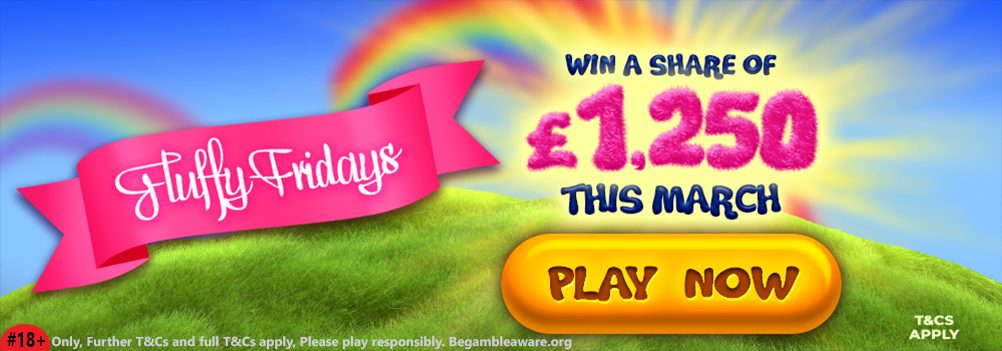 Fluffy Fridays
WIN A SHARE OF
£1,250
THIS MARCH
PLAY NOW
T&CS
APPLY
#18+ Only, Further T&Cs and full T&Cs apply, Please play responsibly. Begambleaware.org